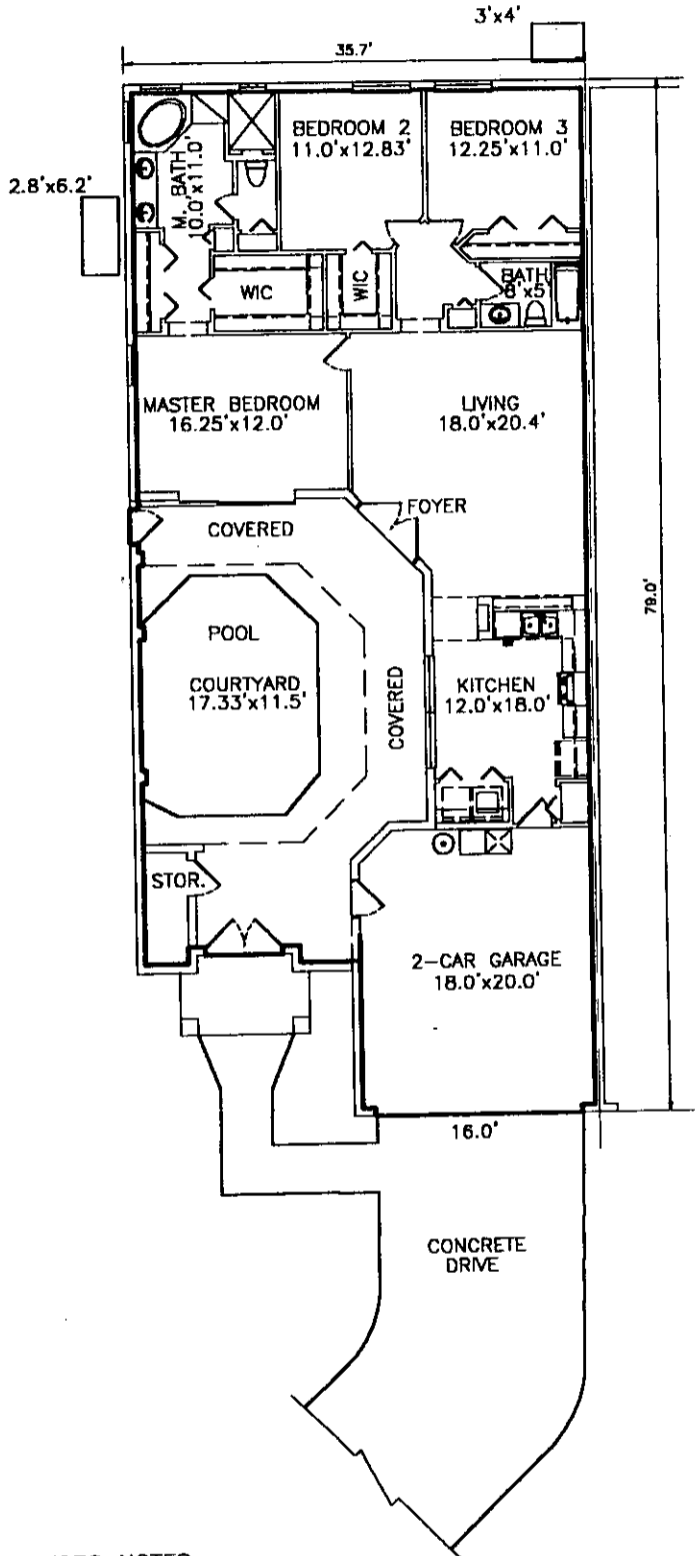 3'x4'
35.7'
BEDROOM 2
11.0'x12.83'
BEDROOM 3
12.25'x11.0'
M. BATH
10.0'x11.0'
2.8'x6.2'
WIC
WIC
BATH
8'x5'
MASTER BEDROOM
16.25'x12.0'
LIVING
18.0'x20.4'
FOYER
COVERED
79.0'
POOL
COURTYARD
17.33'x11.5'
COVERED
KITCHEN
12.0'x18.0'
STOR.
2-CAR GARAGE
18.0'x20.0'
16.0'
CONCRETE
DRIVE